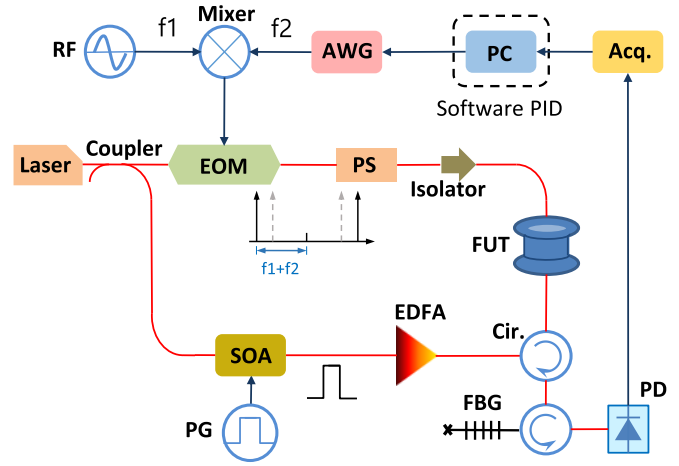 Mixer
RF
f1
f2
AWG
PC
Acq.
Software PID
Laser
Coupler
EOM
PS
Isolator
f1+f2
FUT
EDFA
Cir.
SOA
PG
FBG
PD